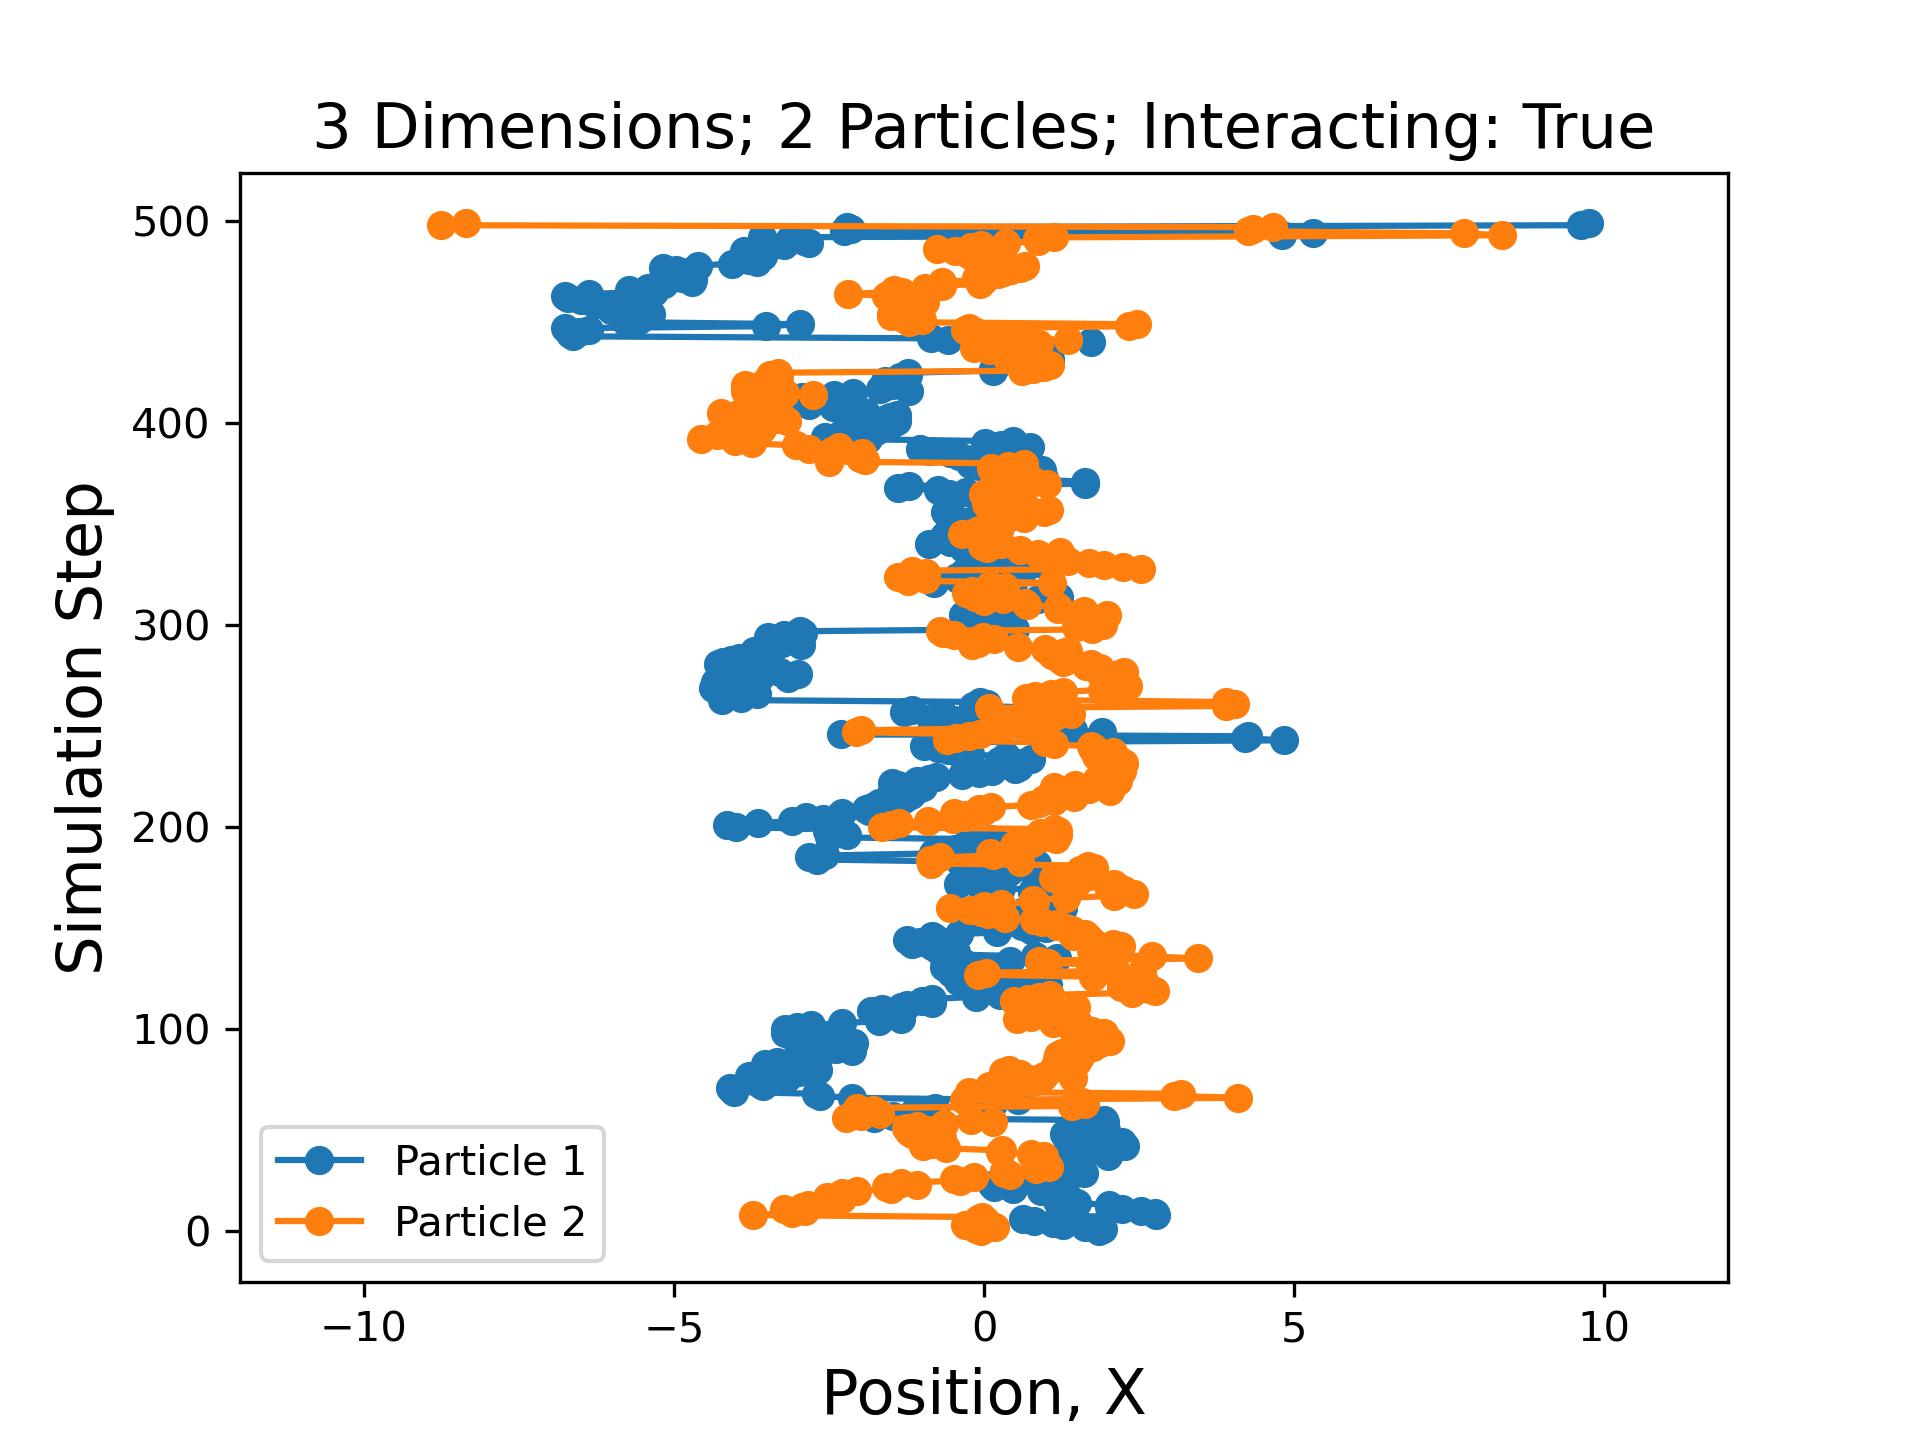 3 Dimensions; 2 Particles; Interacting: True
Simulation Step
500
400
300
200
100
0
Particle 1
Particle 2
−10
−5
0
5
10
Position, X